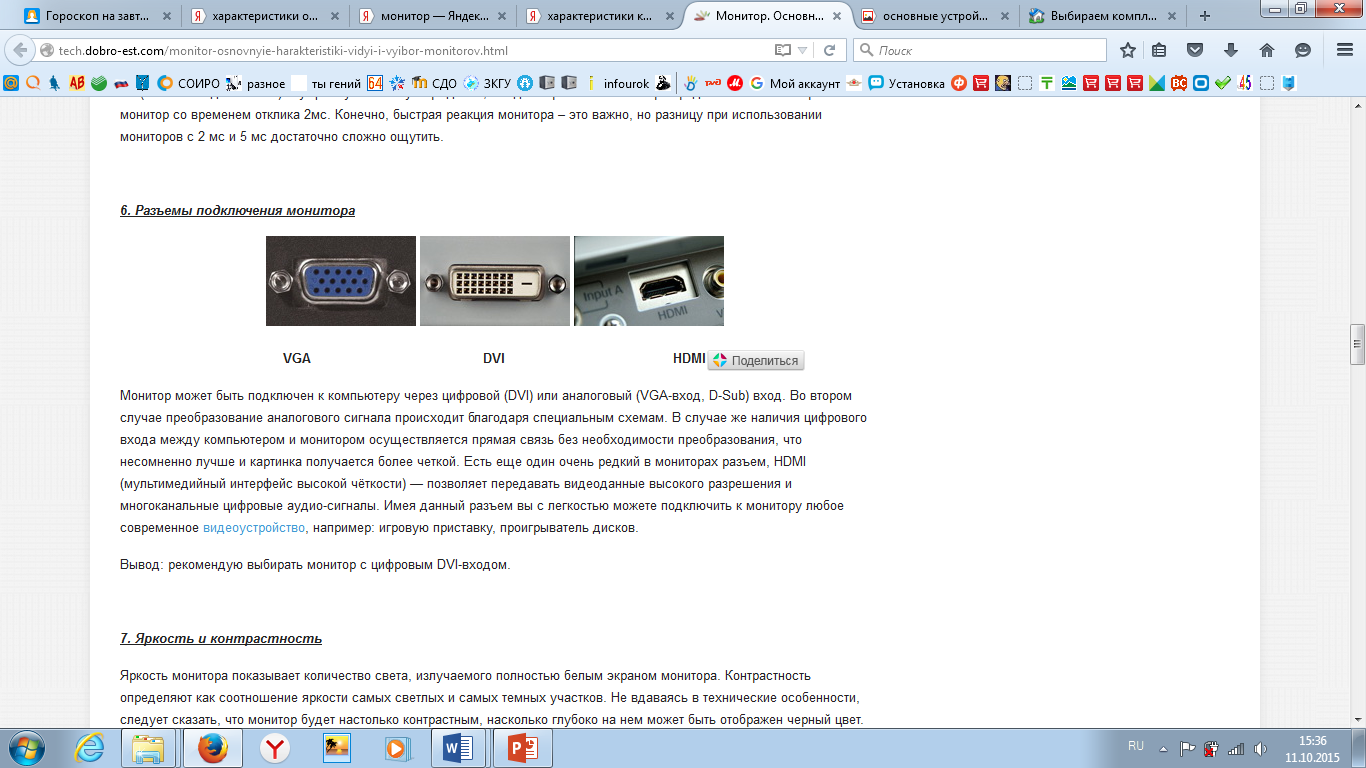 Гороскоп на завт...
характеристики о...
монитор — Яндек...
характеристики к...
Монитор. Основн...
основные устрой...
Выбираем компл...
tech.dobro-est.com/monitor-osnovnyie-harakteristiki-vidyi-i-vyibor-monitorov.html
Поиск
СОИРО
разное
ты гений
64
СДО
ЗКГУ
infourok
Мой аккаунт
Установка
монитор со временем отклика 2мс. Конечно, быстрая реакция монитора – это важно, но разницу при использовании
мониторов с 2 мс и 5 мс достаточно сложно ощутить.
6. Разъемы подключения монитора
Input A
HDMI
V
VGA
DVI
HDMI
Поделиться
Монитор может быть подключен к компьютеру через цифровой (DVI) или аналоговый (VGA-вход, D-Sub) вход. Во втором
случае преобразование аналогового сигнала происходит благодаря специальным схемам. В случае же наличия цифрового
входа между компьютером и монитором осуществляется прямая связь без необходимости преобразования, что
несомненно лучше и картинка получается более четкой. Есть еще один очень редкий в мониторах разъем, HDMI
(мультимедийный интерфейс высокой чёткости) — позволяет передавать видеоданные высокого разрешения и
многоканальные цифровые аудио-сигналы. Имея данный разъем вы с легкостью можете подключить к монитору любое
современное видеоустройство, например: игровую приставку, проигрыватель дисков.
Вывод: рекомендую выбирать монитор с цифровым DVI-входом.
7. Яркость и контрастность
Яркость монитора показывает количество света, излучаемого полностью белым экраном монитора. Контрастность
определяют как соотношение яркости самых светлых и самых темных участков. Не вдаваясь в технические особенности,
следует сказать, что монитор будет настолько контрастным, насколько глубоко на нем может быть отображен черный цвет.
RU
15:36
11.10.2015